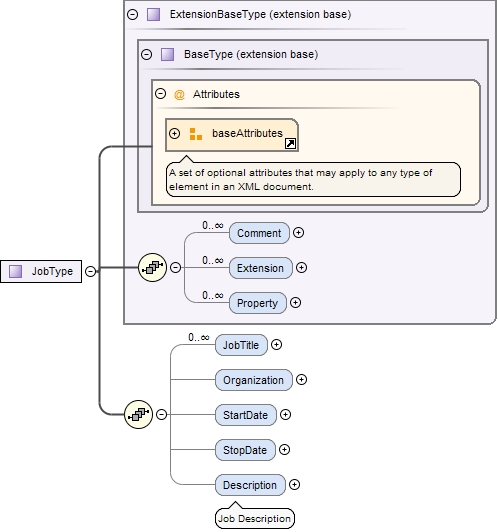 ExtensionBaseType (extension base)
BaseType (extension base)
@ Attributes
baseAttributes
A set of optional attributes that may apply to any type of
element in an XML document.
0..∞
Comment
0..∞
Extension
0..∞
Property
JobType
0..∞
JobTitle
Organization
StartDate
StopDate
Description
Job Description